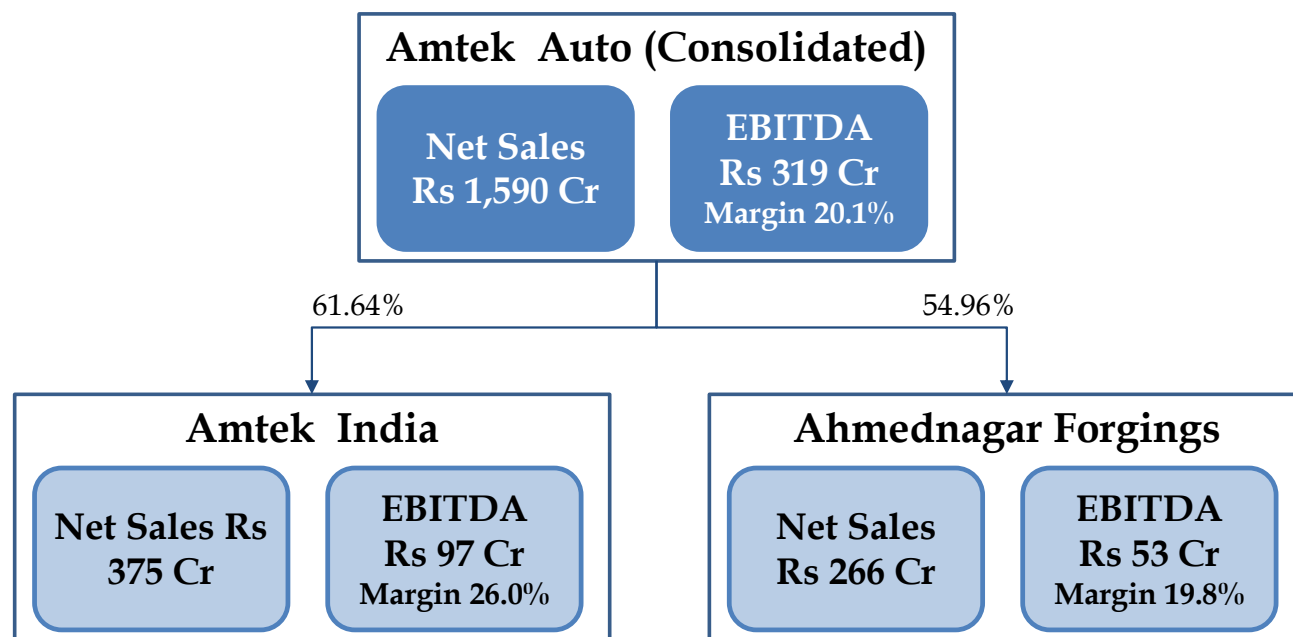 Amtek Auto (Consolidated)
Net Sales
Rs 1,590 Cr
EBITDA
Rs 319 Cr
Margin 20.1%
61.64%
54.96%
Amtek India
Net Sales Rs
375 Cr
EBITDA
Rs 97 Cr
Margin 26.0%
Ahmednagar Forgings
Net Sales
Rs 266 Cr
EBITDA
Rs 53 Cr
Margin 19.8%